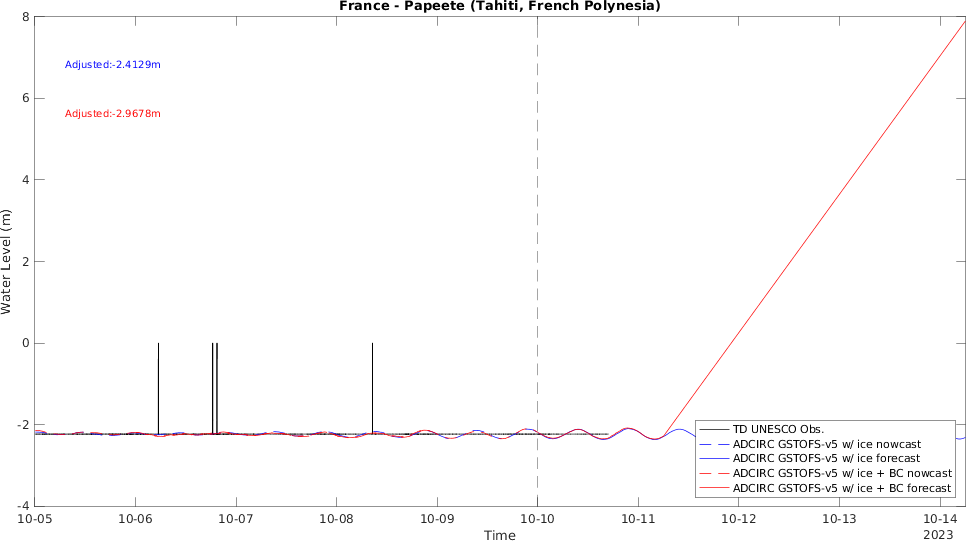 France - Papeete (Tahiti, French Polynesia)
8
Adjusted:-2.4129m
6
Adjusted:-2.9678m
4
2
Water Level (m)
0
-2
TD UNESCO Obs.
ADCIRC GSTOFS-v5 w/ ice nowcast
ADCIRC GSTOFS-v5 w/ ice forecast
ADCIRC GSTOFS-v5 w/ ice + BC nowcast
ADCIRC GSTOFS-v5 w/ ice + BC forecast
-4
10-05 10-06 10-07 10-08 10-09 10-10 10-11 10-12 10-13 10-14
Time 2023